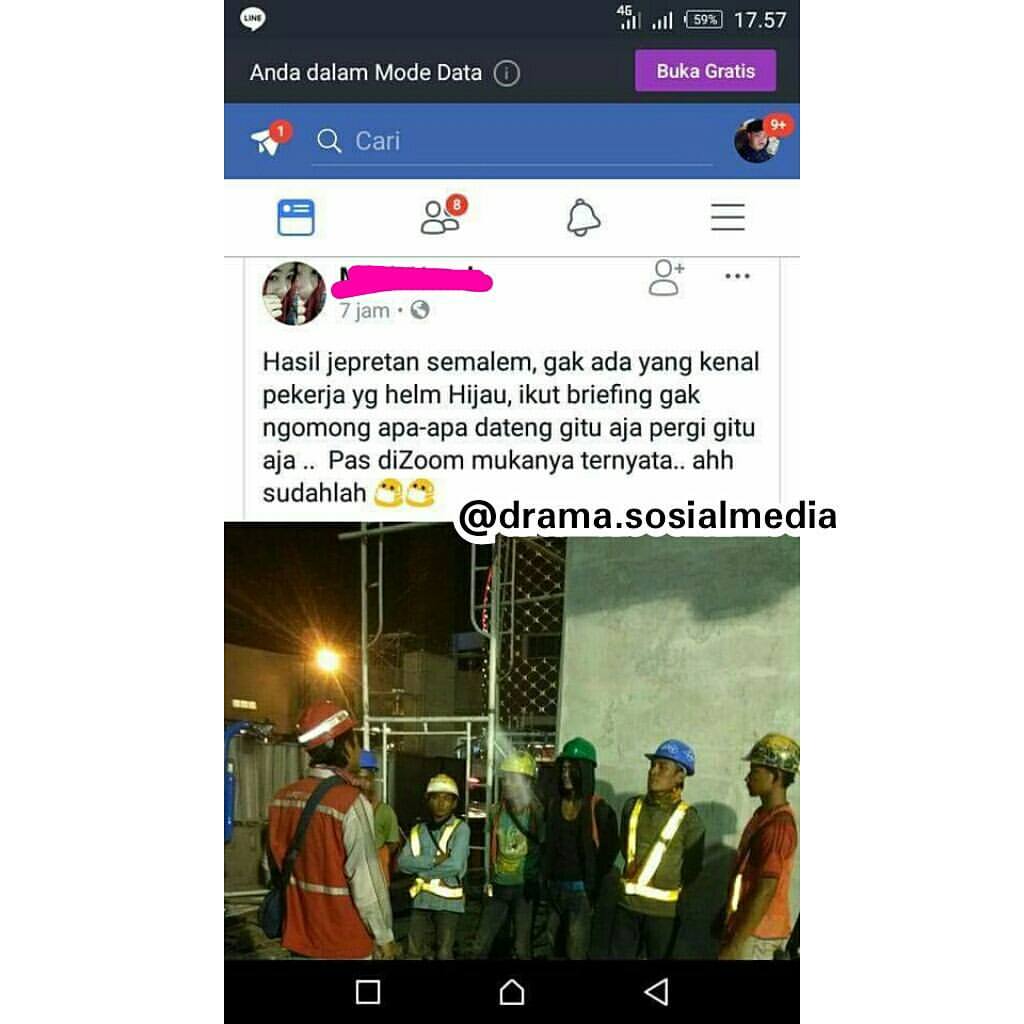 LINE
4G 59% 17.57
Anda dalam Mode Data i Buka Gratis
1 Cari 9+
8
7 jam
Hasil jepretan semalem, gak ada yang kenal
pekerja yg helm Hijau, ikut briefing gak
ngomong apa-apa dateng gitu aja pergi gitu
aja .. Pas diZoom mukanya ternyata.. ahh
sudahlah
@drama.sosialmedia